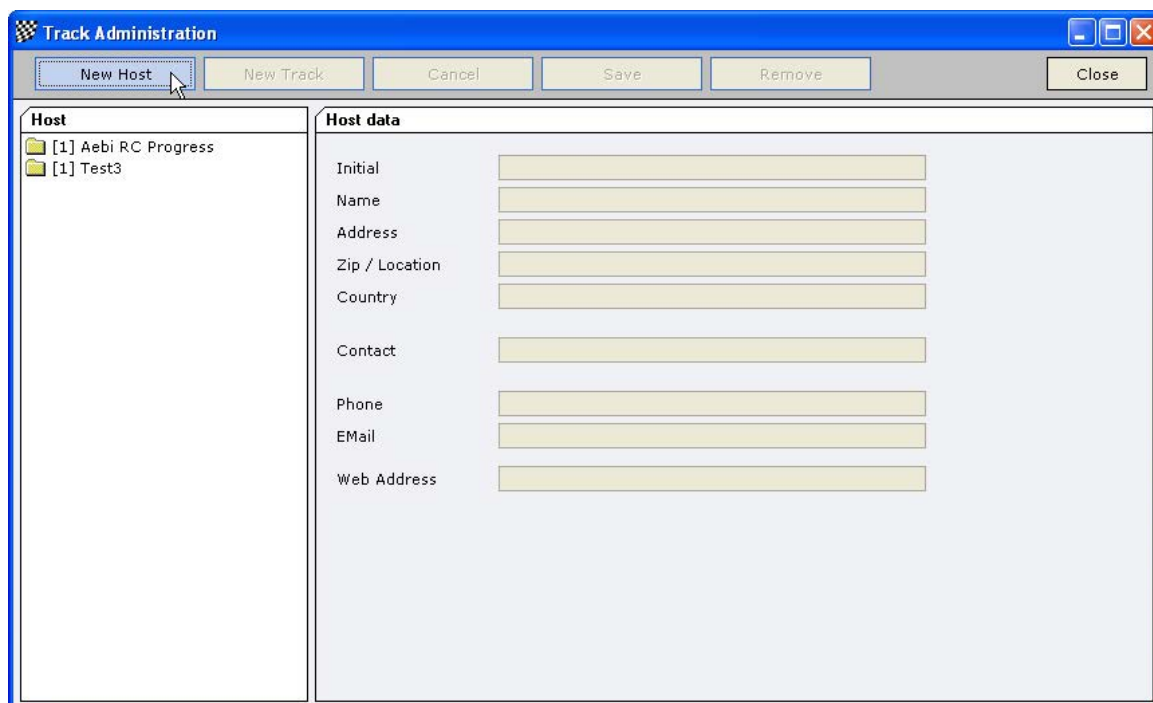 Track Administration
New Host New Track Cancel Save Remove Close
Host
[1] Aebi RC Progress
[1] Test3
Host data
Initial
Name
Address
Zip / Location
Country
Contact
Phone
EMail
Web Address